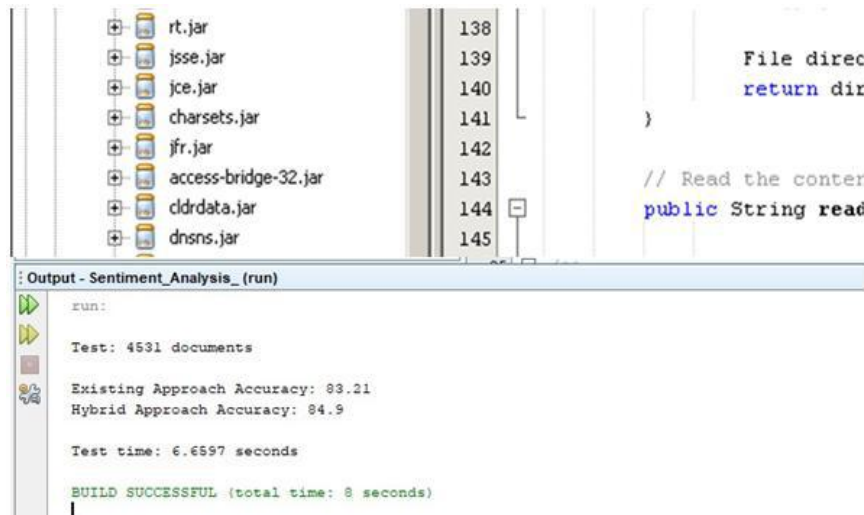 rt.jar
jsse.jar
jce.jar
charsets.jar
jfr.jar
access-bridge-32.jar
cldrdata.jar
dnsns.jar
138
139 File direc
140 return dir
141 }
142
143 // Read the conten
144 public String read
145
Output - Sentiment_Analysis_ (run)
run:
Test: 4531 documents
Existing Approach Accuracy: 83.21
Hybrid Approach Accuracy: 84.9
Test time: 6.6597 seconds
BUILD SUCCESSFUL (total time: 8 seconds)